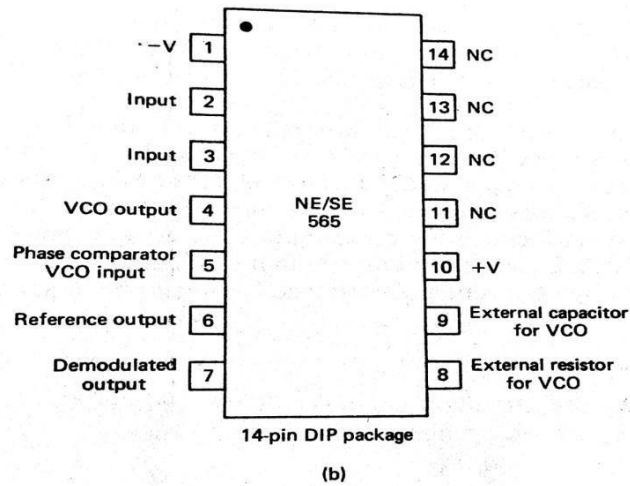 −V 1
Input 2
Input 3
VCO output 4
Phase comparator
VCO input 5
Reference output 6
Demodulated
output 7
NE/SE
565
14 NC
13 NC
12 NC
11 NC
10 +V
9 External capacitor
for VCO
8 External resistor
for VCO
14-pin DIP package
(b)